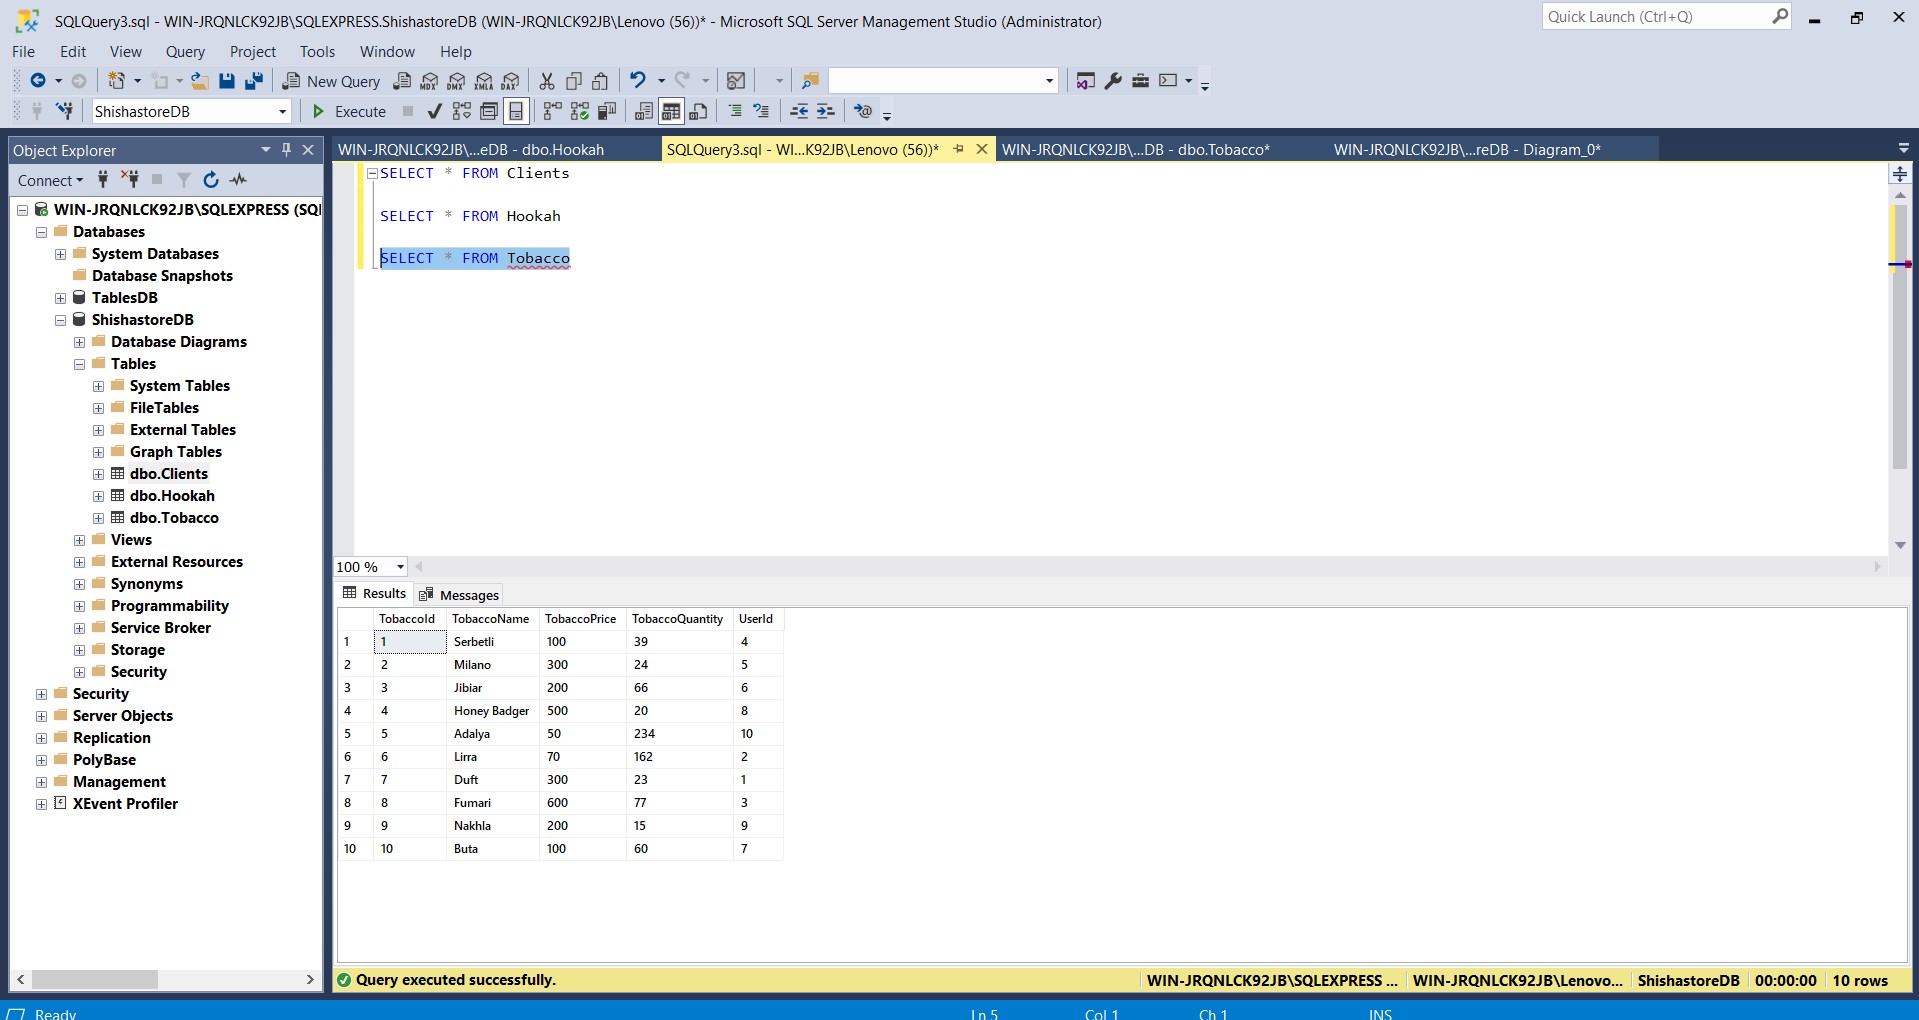 SQLQuery3.sql - WIN-JRQNLCK92JB\SQLEXPRESS.ShishastoreDB (WIN-JRQNLCK92JB\Lenovo (56))* - Microsoft SQL Server Management Studio (Administrator)
Quick Launch (Ctrl+Q)
File Edit View Query Project Tools Window Help
New Query MDX DMX XMLA DAX
ShishastoreDB Execute
Object Explorer
WIN-JRQNLCK92JB\...eDB - dbo.Hookah SQLQuery3.sql - WI...K92JB\Lenovo (56))* WIN-JRQNLCK92JB\...DB - dbo.Tobacco* WIN-JRQNLCK92JB\...reDB - Diagram_0*
Connect
WIN-JRQNLCK92JB\SQLEXPRESS (SQl
Databases
System Databases
Database Snapshots
TablesDB
ShishastoreDB
Database Diagrams
Tables
System Tables
FileTables
External Tables
Graph Tables
dbo.Clients
dbo.Hookah
dbo.Tobacco
Views
External Resources
Synonyms
Programmability
Service Broker
Storage
Security
Security
Server Objects
Replication
PolyBase
Management
XEvent Profiler
SELECT * FROM Clients
SELECT * FROM Hookah
SELECT * FROM Tobacco
100 %
Results Messages
TobaccoId TobaccoName TobaccoPrice TobaccoQuantity UserId
1 1 Serbetli 100 39 4
2 2 Milano 300 24 5
3 3 Jibiar 200 66 6
4 4 Honey Badger 500 20 8
5 5 Adalya 50 234 10
6 6 Lirra 70 162 2
7 7 Duft 300 23 1
8 8 Fumari 600 77 3
9 9 Nakhla 200 15 9
10 10 Buta 100 60 7
Query executed successfully. WIN-JRQNLCK92JB\SQLEXPRESS ... WIN-JRQNLCK92JB\Lenovo... ShishastoreDB 00:00:00 10 rows
Ready Ln 5 Col 1 Ch 1 INS